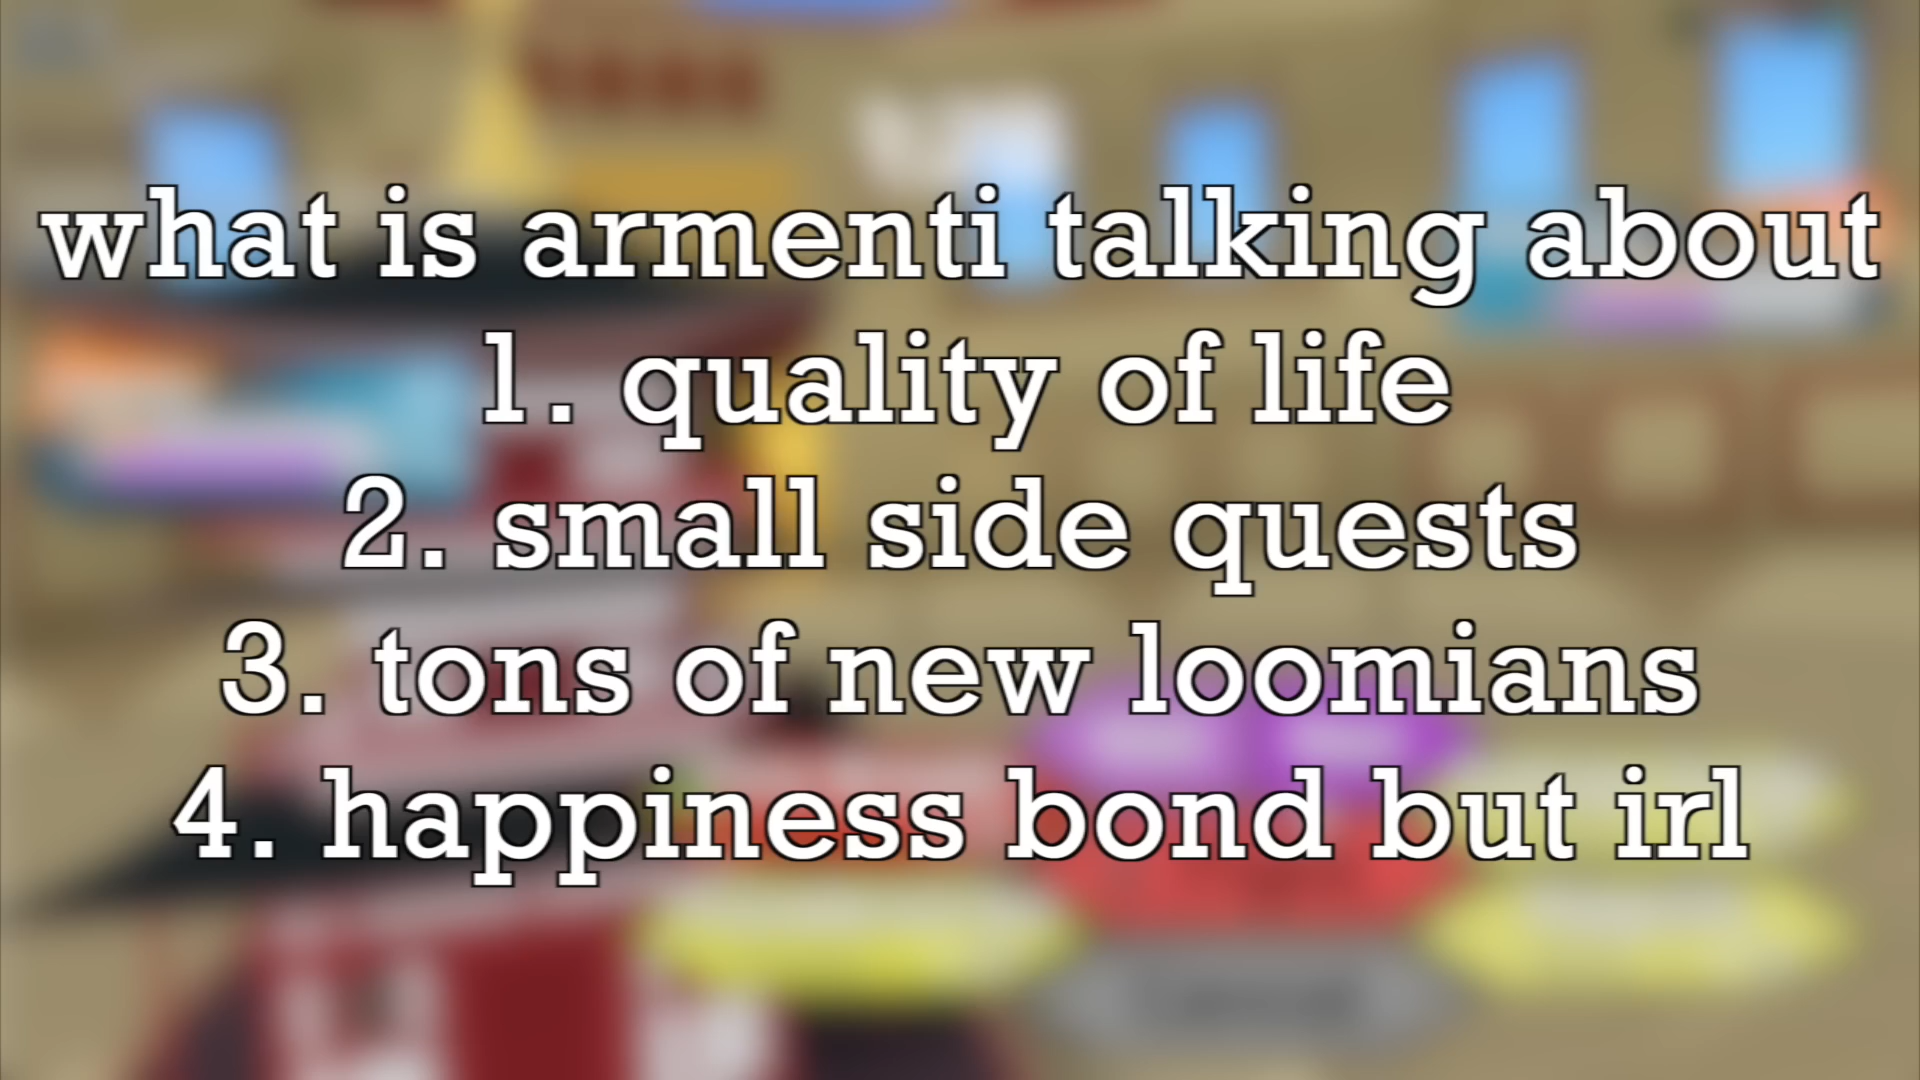 what is armenti talking about
1. quality of life
2. small side quests
3. tons of new loomians
4. happiness bond but irl